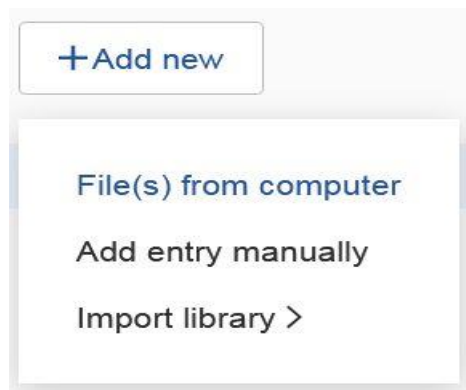 +Add new
File(s) from computer
Add entry manually
Import library >